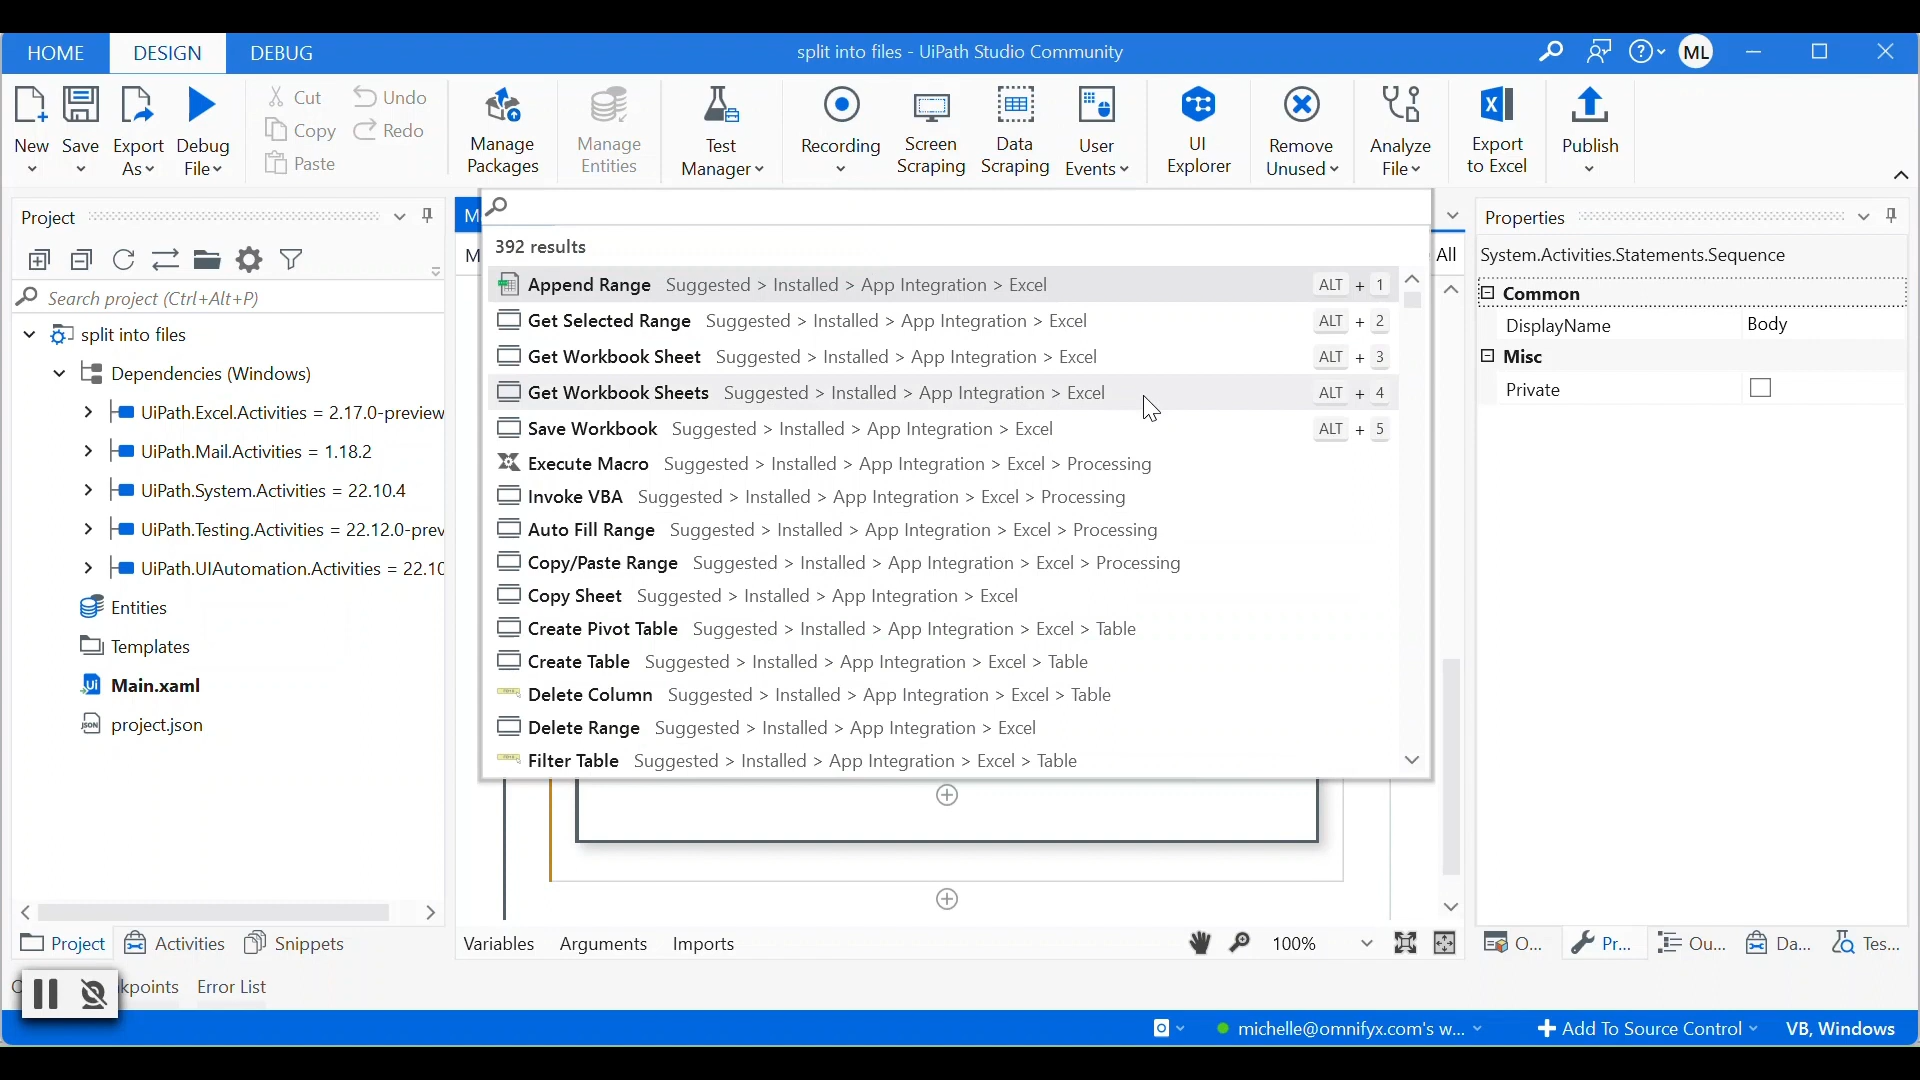 HOME DESIGN DEBUG split into files - UiPath Studio Community ML
New Save Export As Debug File Cut Copy Paste Undo Redo Manage Packages Manage Entities Test Manager Recording Screen Scraping Data Scraping User Events UI Explorer Remove Unused Analyze File Export to Excel Publish
Project
Search project (Ctrl+Alt+P)
split into files
Dependencies (Windows)
UiPath.Excel.Activities = 2.17.0-preview
UiPath.Mail.Activities = 1.18.2
UiPath.System.Activities = 22.10.4
UiPath.Testing.Activities = 22.12.0-prev
UiPath.UIAutomation.Activities = 22.10
Entities
Templates
Main.xaml
JSON project.json
Project Activities Snippets
M
M
All
392 results
Append Range Suggested > Installed > App Integration > Excel ALT + 1
Get Selected Range Suggested > Installed > App Integration > Excel ALT + 2
Get Workbook Sheet Suggested > Installed > App Integration > Excel ALT + 3
Get Workbook Sheets Suggested > Installed > App Integration > Excel ALT + 4
Save Workbook Suggested > Installed > App Integration > Excel ALT + 5
Execute Macro Suggested > Installed > App Integration > Excel > Processing
Invoke VBA Suggested > Installed > App Integration > Excel > Processing
Auto Fill Range Suggested > Installed > App Integration > Excel > Processing
Copy/Paste Range Suggested > Installed > App Integration > Excel > Processing
Copy Sheet Suggested > Installed > App Integration > Excel
Create Pivot Table Suggested > Installed > App Integration > Excel > Table
Create Table Suggested > Installed > App Integration > Excel > Table
Delete Column Suggested > Installed > App Integration > Excel > Table
Delete Range Suggested > Installed > App Integration > Excel
Filter Table Suggested > Installed > App Integration > Excel > Table
Variables Arguments Imports 100%
Properties
System.Activities.Statements.Sequence
Common
DisplayName Body
Misc
Private
O... Pr... Ou... Da... Tes...
kpoints Error List
michelle@omnifyx.com's w... Add To Source Control VB, Windows